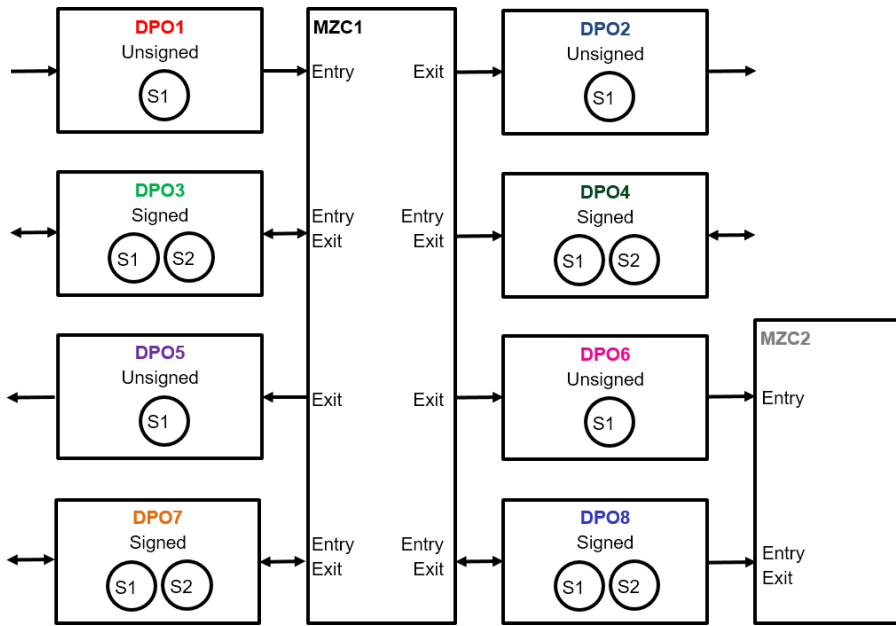 DPO1
Unsigned
S1
MZC1
Entry Exit
DPO2
Unsigned
S1
DPO3
Signed
S1 S2
Entry Entry
Exit Exit
DPO4
Signed
S1 S2
DPO5
Unsigned
S1
Exit Exit
DPO6
Unsigned
S1
MZC2
Entry
DPO7
Signed
S1 S2
Entry Entry
Exit Exit
DPO8
Signed
S1 S2
Entry
Exit